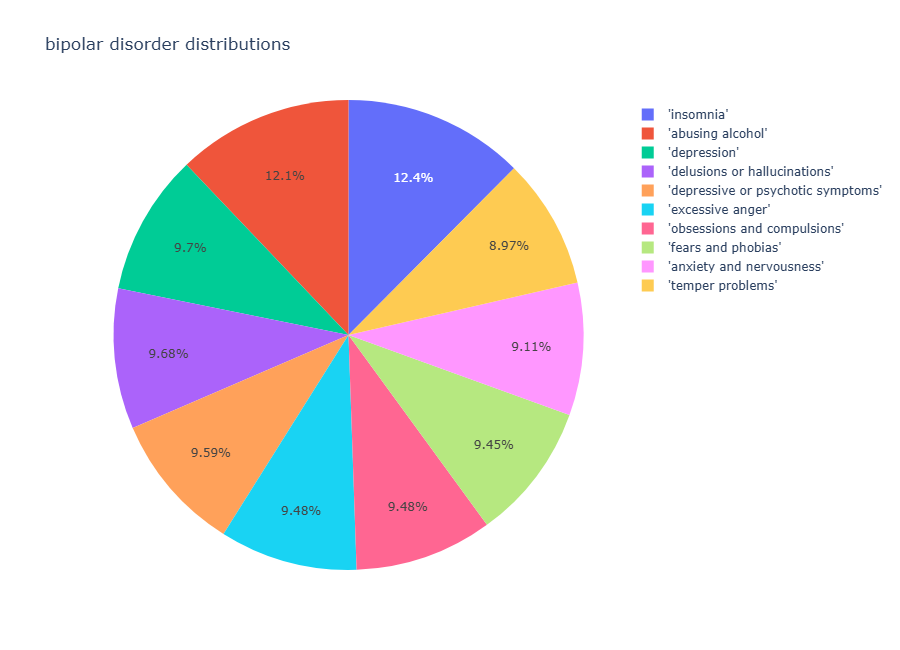 bipolar disorder distributions
12.4%
12.1%
8.97%
9.7%
9.11%
9.68%
9.45%
9.59%
9.48%
9.48%
'insomnia'
'abusing alcohol'
'depression'
'delusions or hallucinations'
'depressive or psychotic symptoms'
'excessive anger'
'obsessions and compulsions'
'fears and phobias'
'anxiety and nervousness'
'temper problems'